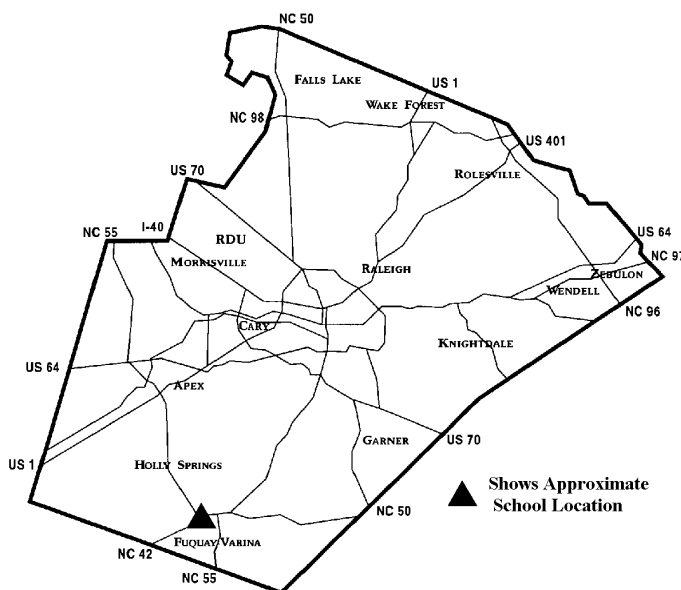 NC 50
FALLS LAKE
US 1
WAKE FOREST
NC 98
US 401
US 70
ROLESVILLE
I-40
NC 55
RDU
US 64
MORRISVILLE
RALEIGH
NC 97
ZEBULON
WENDELL
NC 96
CARY
KNIGHTDALE
US 64
APEX
GARNER
US 70
US 1
HOLLY SPRINGS
Shows Approximate
School Location
NC 50
FUQUAY-VARINA
NC 42
NC 55